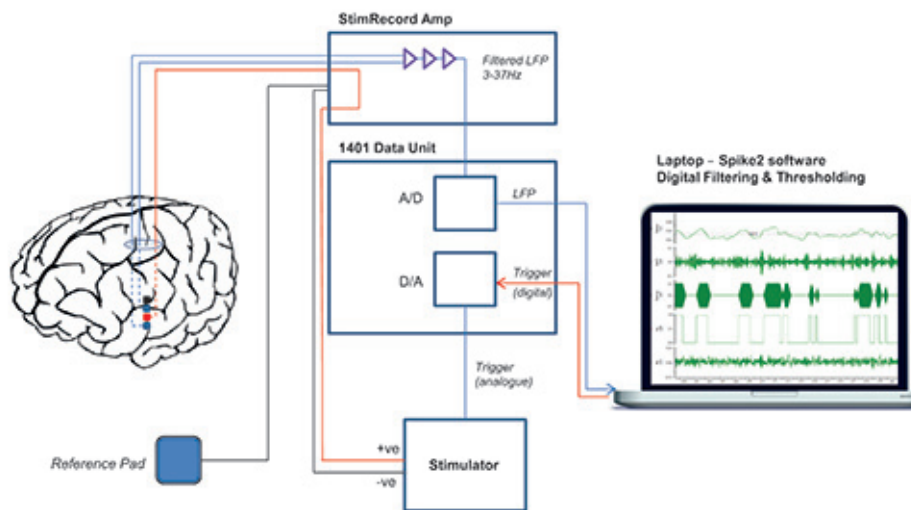 StimRecord Amp
Filtered LFP
3-37Hz
1401 Data Unit
A/D
LFP
D/A
Trigger
(digital)
Laptop – Spike2 software
Digital Filtering & Thresholding
Trigger
(analogue)
+ve
Stimulator
-ve
Reference Pad